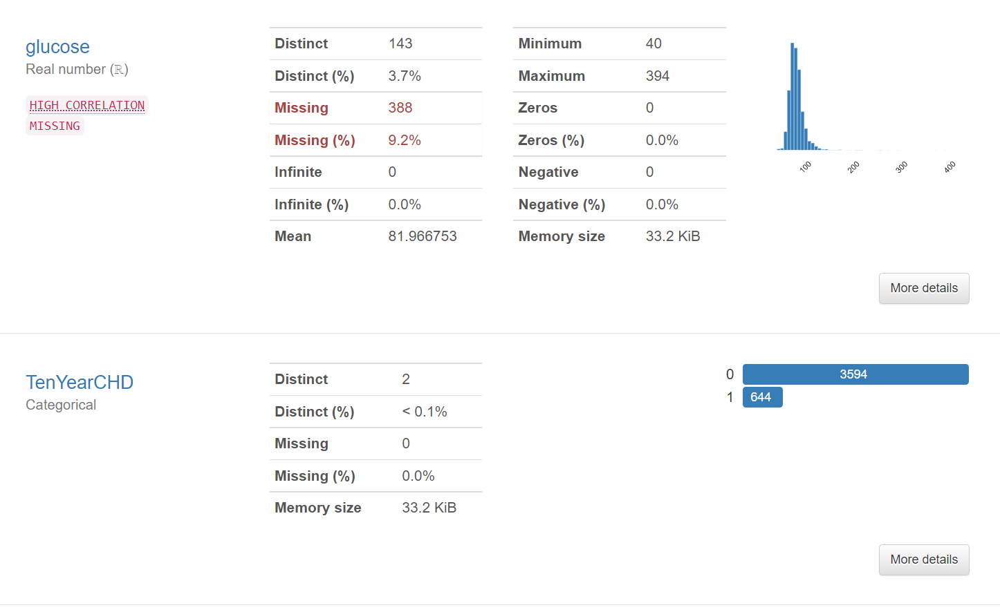 glucose
Real number (ℝ)
HIGH CORRELATION
MISSING
Distinct 143
Distinct (%) 3.7%
Missing 388
Missing (%) 9.2%
Infinite 0
Infinite (%) 0.0%
Mean 81.966753
Minimum 40
Maximum 394
Zeros 0
Zeros (%) 0.0%
Negative 0
Negative (%) 0.0%
Memory size 33.2 KiB
100 200 300 400
More details
TenYearCHD
Categorical
Distinct 2
Distinct (%) < 0.1%
Missing 0
Missing (%) 0.0%
Memory size 33.2 KiB
0 3594
1 644
More details